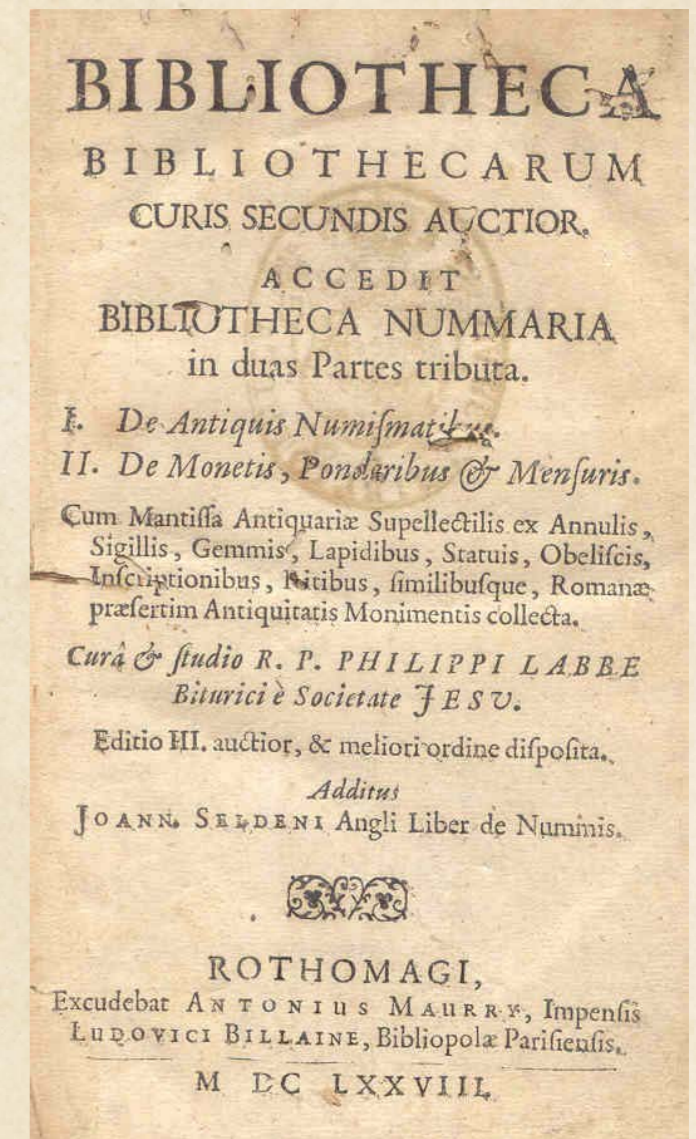 BIBLIOTHECA
BIBLIOTHECARUM
CURIS SECUNDIS AUCTIOR.
ACCEDIT
BIBLIOTHECA NUMMARIA
in duas Partes tributa.
I. De Antiquis Numiſmatibus.
II. De Monetis, Ponderibus & Menſuris.
Cum Mantiſſa Antiquariæ Supellectilis ex Annulis,
Sigillis, Gemmis, Lapidibus, Statuis, Obeliſcis,
Inſcriptionibus, Ritibus, ſimilibuſque, Romanæ
præſertim Antiquitatis Monimentis collecta.
Curâ & ſtudio R. P. PHILIPPI LABBE
Biturici è Societate JESU.
Editio III. auctior, & meliori ordine diſpoſita.
Additus
JOANN. SELDENI Angli Liber de Nummis.
ROTHOMAGI,
Excudebat ANTONIUS MAURRY, Impenſis
LUDOVICI BILLAINE, Bibliopolæ Pariſienſis.
M DC LXXVIII.